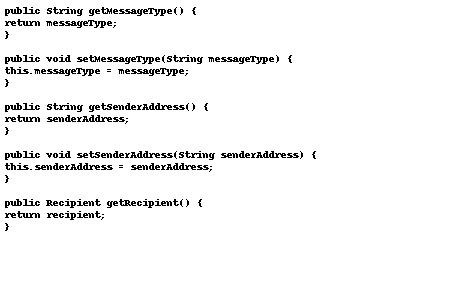 public String getMessageType() {
return messageType;
}
public void setMessageType(String messageType) {
this.messageType = messageType;
}
public String getSenderAddress() {
return senderAddress;
}
public void setSenderAddress(String senderAddress) {
this.senderAddress = senderAddress;
}
public Recipient getRecipient() {
return recipient;
}